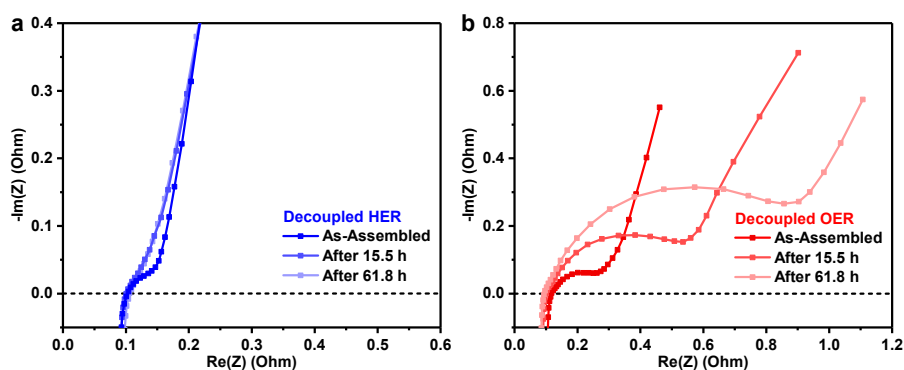 a
0.4
0.3
0.2
0.1
0.0
-Im(Z) (Ohm)
Decoupled HER
As-Assembled
After 15.5 h
After 61.8 h
0.0 0.1 0.2 0.3 0.4 0.5 0.6
Re(Z) (Ohm)
b
0.8
0.6
0.4
0.2
0.0
-Im(Z) (Ohm)
Decoupled OER
As-Assembled
After 15.5 h
After 61.8 h
0.0 0.2 0.4 0.6 0.8 1.0 1.2
Re(Z) (Ohm)